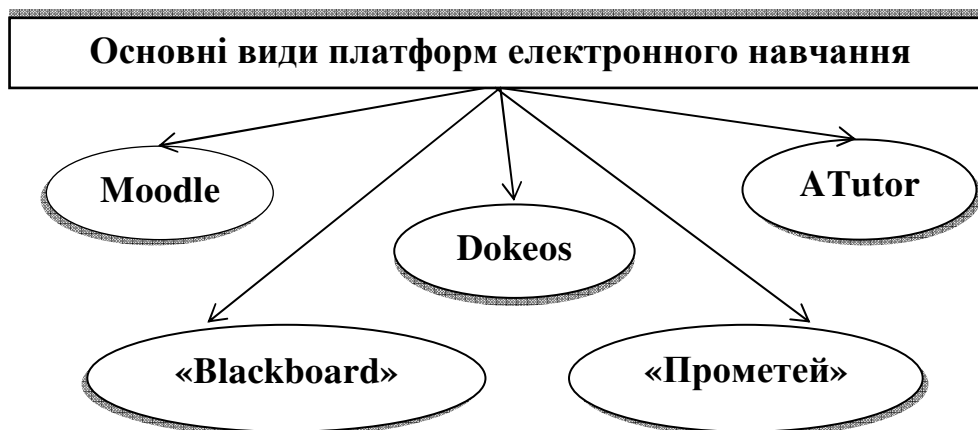 Основні види платформ електронного навчання
Moodle
ATutor
Dokeos
«Blackboard»
«Прометей»